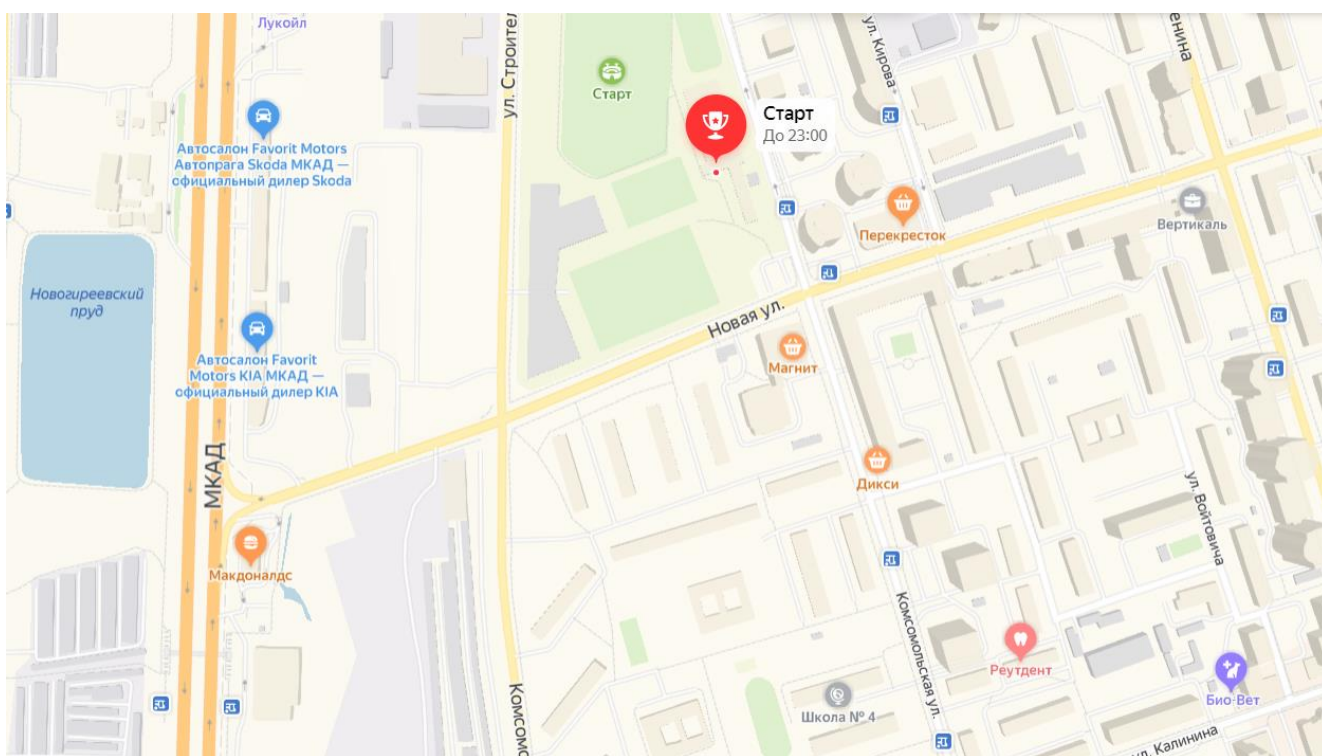 Лукойл
ул. Строител
Старт
Старт
До 23:00
ул. Кирова
енина
Автосалон Favorit Motors
Автопрага Skoda МКАД —
официальный дилер Skoda
Перекресток
Вертикаль
Новогиреевский
пруд
Новая ул.
Автосалон Favorit
Motors KIA МКАД —
официальный дилер KIA
Магнит
МКАД
Дикси
ул. Войтовича
Макдоналдс
Комсомольская ул.
Реутдент
Био-Вет
Школа № 4
Комсомо
ул. Калинина